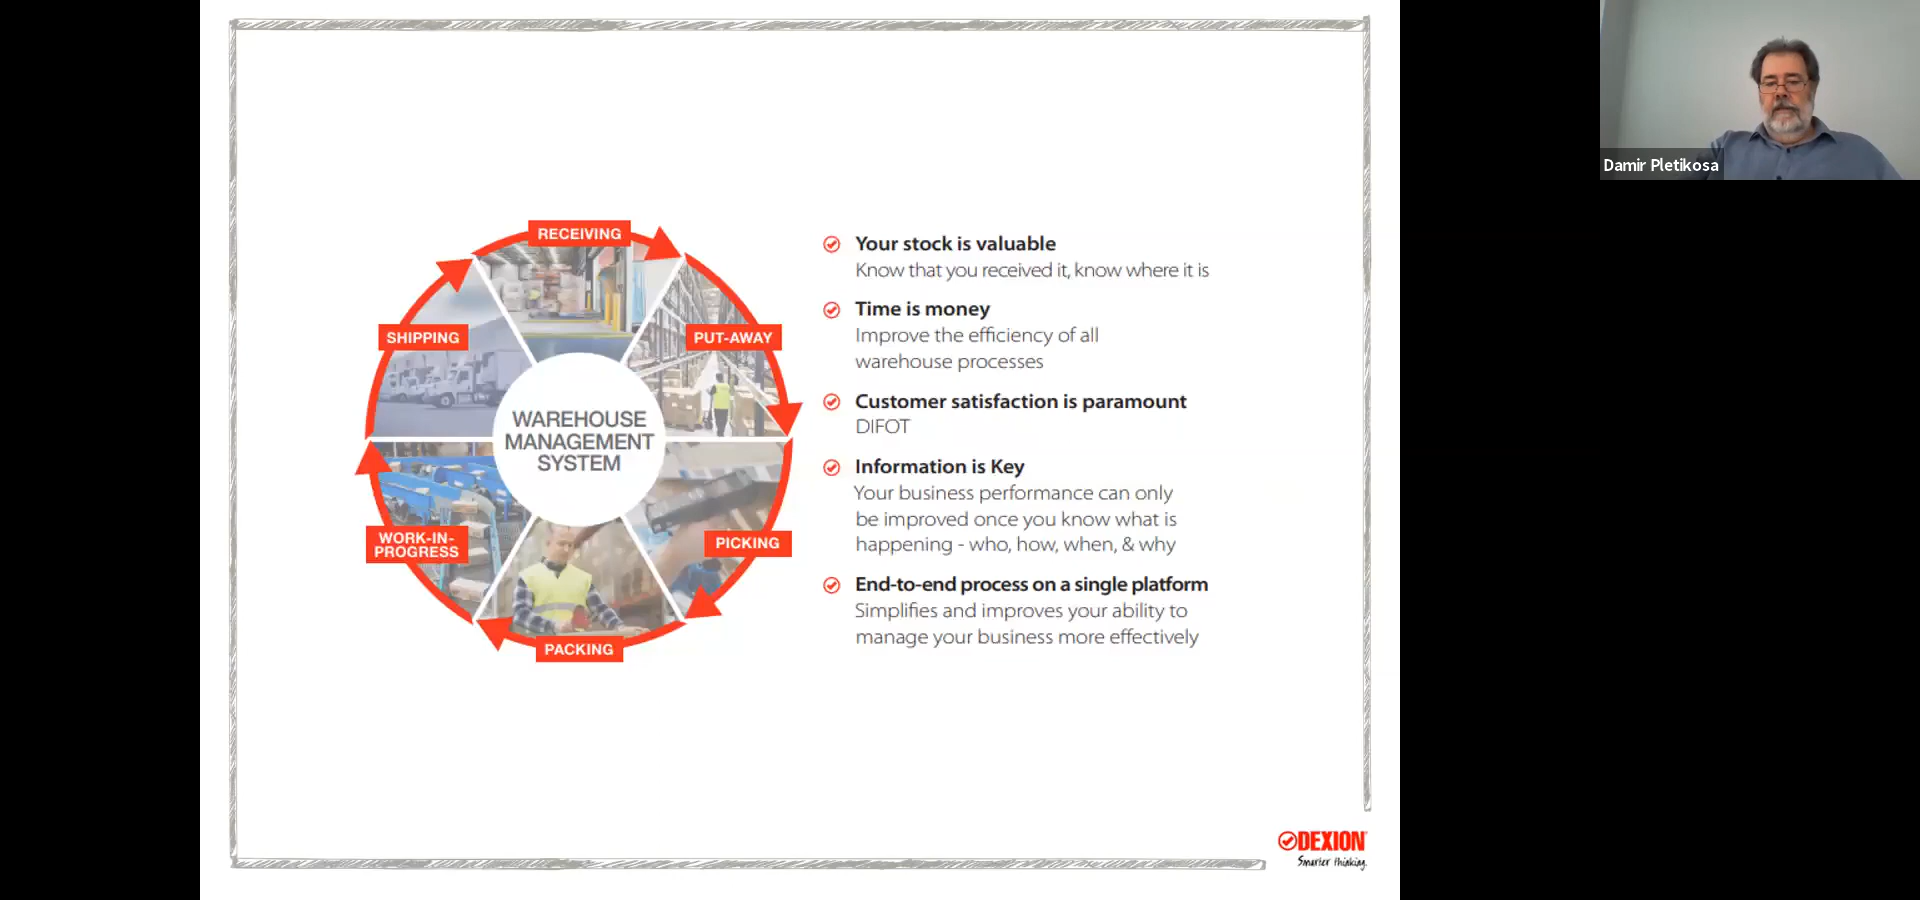 RECEIVING
SHIPPING
PUT-AWAY
WAREHOUSE
MANAGEMENT
SYSTEM
WORK-IN-
PROGRESS
PICKING
PACKING
Your stock is valuable
Know that you received it, know where it is
Time is money
Improve the efficiency of all
warehouse processes
Customer satisfaction is paramount
DIFOT
Information is Key
Your business performance can only
be improved once you know what is
happening - who, how, when, & why
End-to-end process on a single platform
Simplifies and improves your ability to
manage your business more effectively
DEXION
Smarter thinking.
Damir Pletikosa